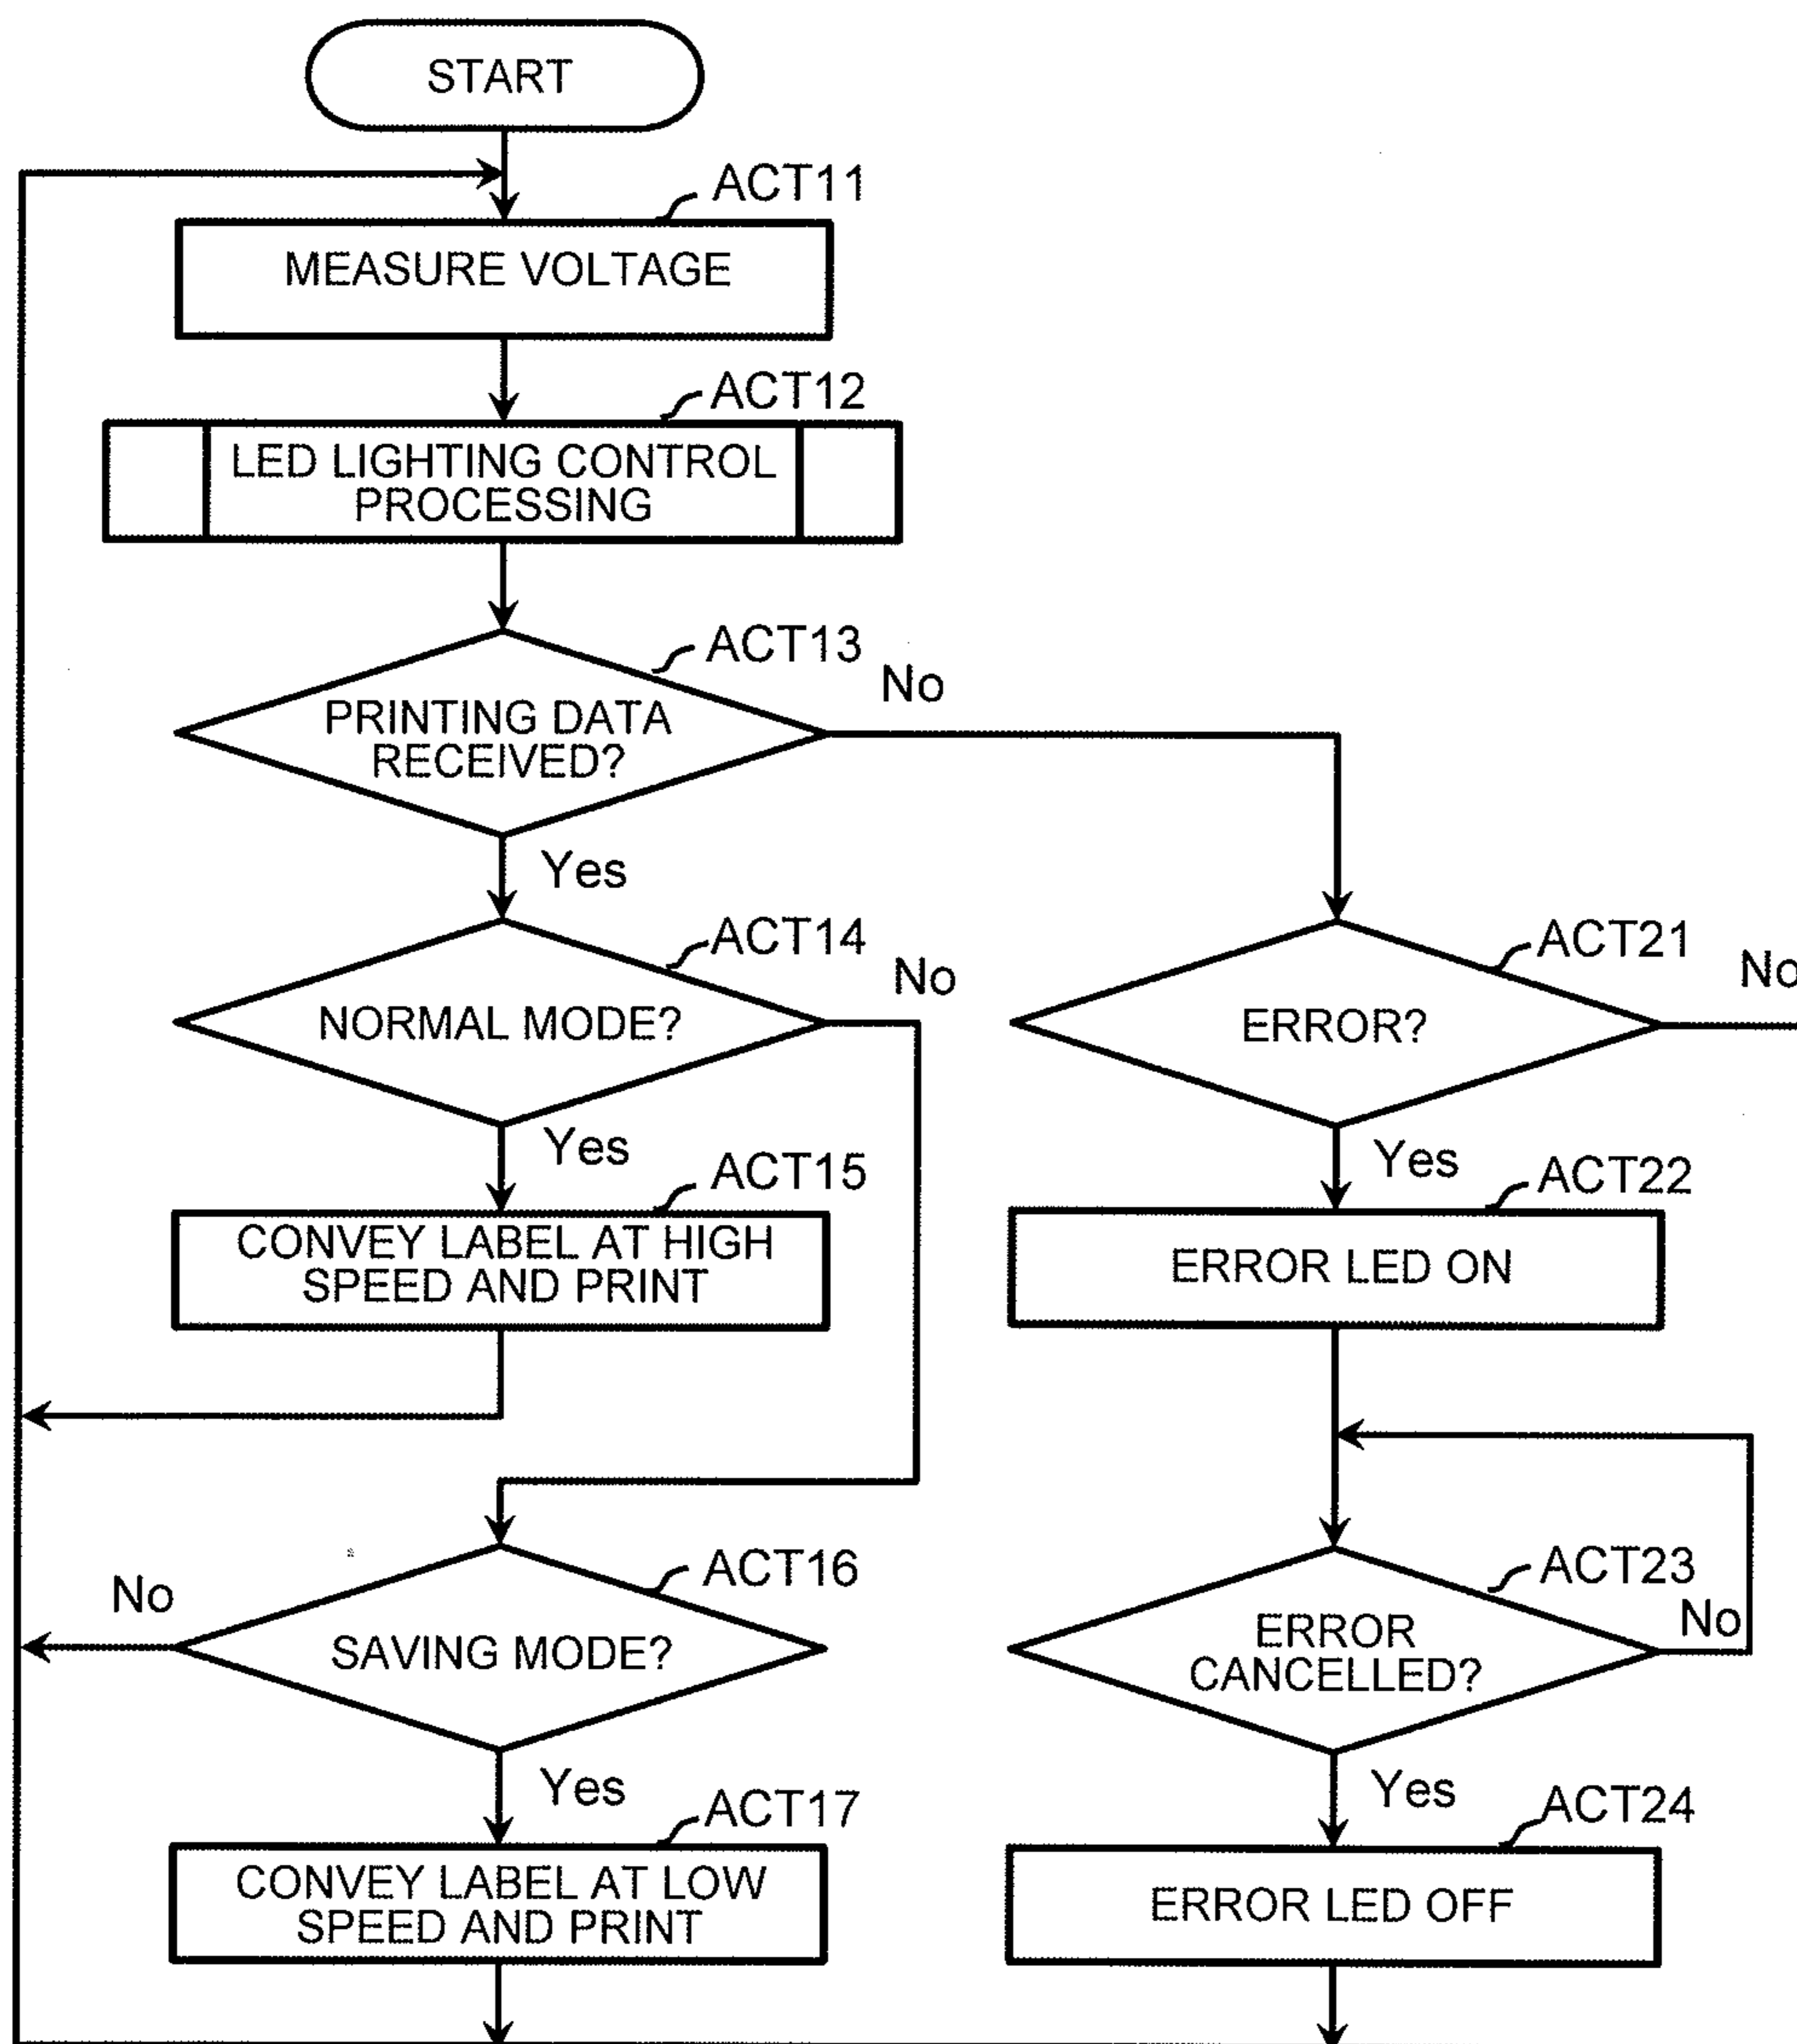 START
ACT11
MEASURE VOLTAGE
ACT12
LED LIGHTING CONTROL
PROCESSING
ACT13
No
PRINTING DATA
RECEIVED?
Yes
ACT14
No
NORMAL MODE?
Yes
ACT15
CONVEY LABEL AT HIGH
SPEED AND PRINT
ACT16
No
SAVING MODE?
Yes
ACT17
CONVEY LABEL AT LOW
SPEED AND PRINT
ACT21
No
ERROR?
Yes
ACT22
ERROR LED ON
ACT23
No
ERROR
CANCELLED?
Yes
ACT24
ERROR LED OFF